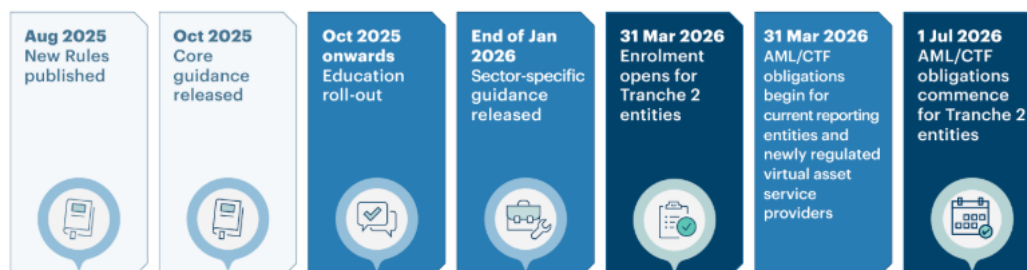 Aug 2025
New Rules
published
Oct 2025
Core
guidance
released
Oct 2025
onwards
Education
roll-out
End of Jan
2026
Sector-specific
guidance
released
31 Mar 2026
Enrolment
opens for
Tranche 2
entities
31 Mar 2026
AML/CTF
obligations
begin for
current reporting
entities and
newly regulated
virtual asset
service
providers
1 Jul 2026
AML/CTF
obligations
commence
for Tranche 2
entities